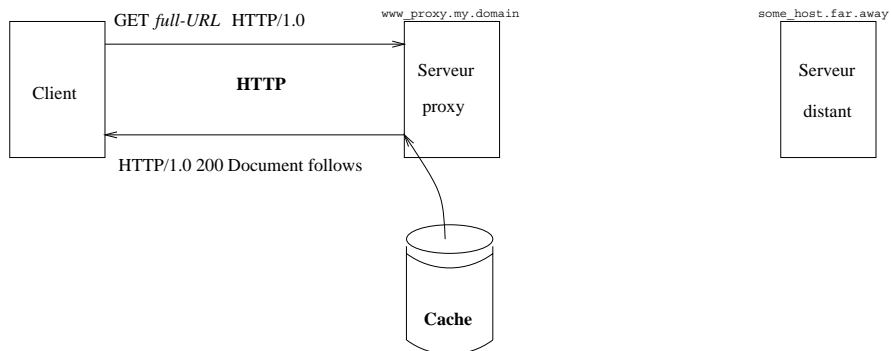 GET full-URL HTTP/1.0
www_proxy.my.domain
some_host.far.away
Client
HTTP
Serveur
proxy
Serveur
distant
HTTP/1.0 200 Document follows
Cache